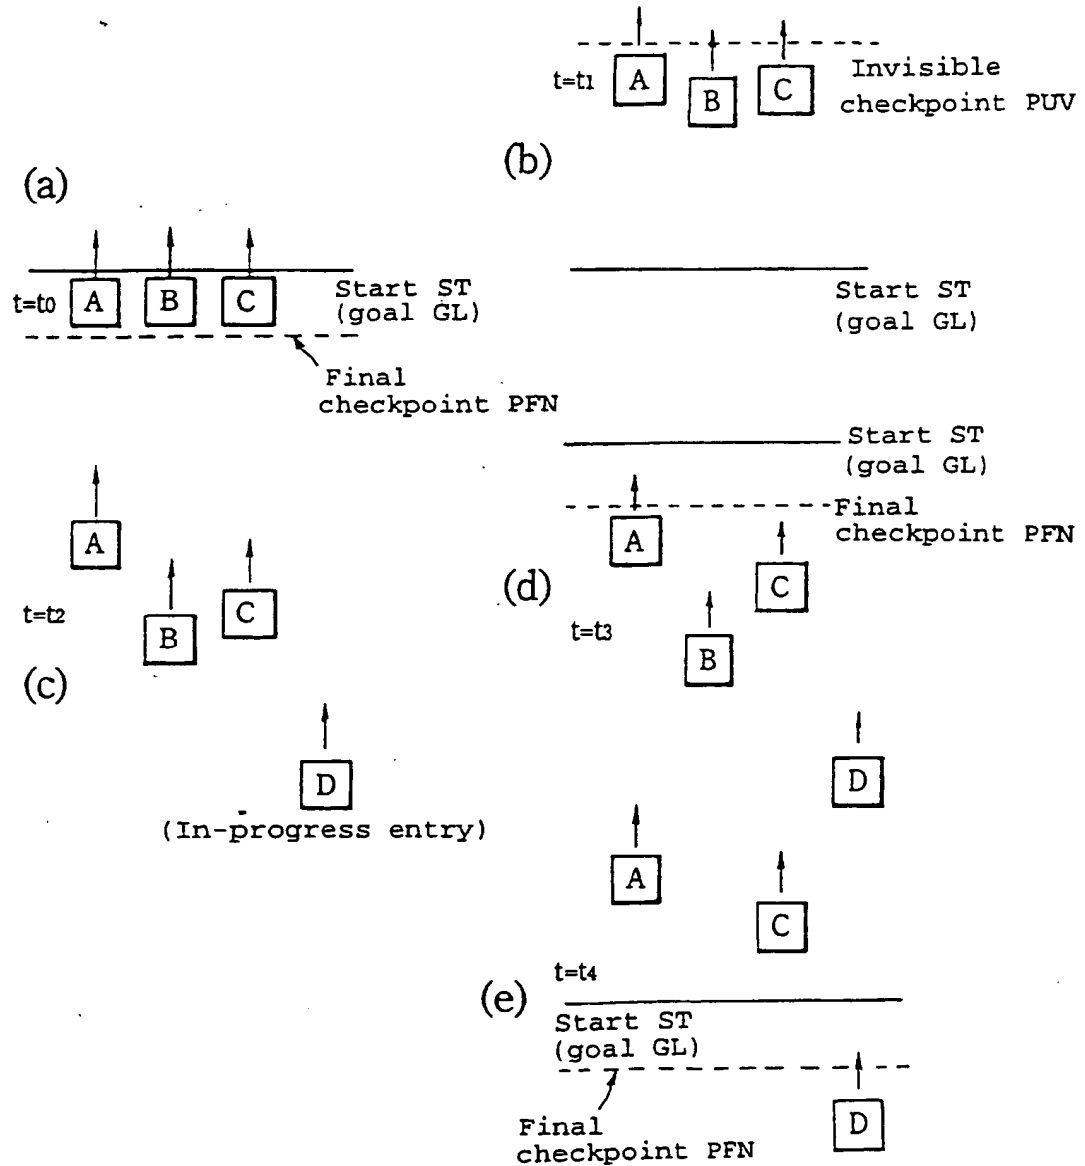 (a)
t=t0
A
B
C
Start ST
(goal GL)
Final
checkpoint PFN
(b)
t=t1
A
B
C
Invisible
checkpoint PUV
Start ST
(goal GL)
(c)
t=t2
A
B
C
D
(In-progress entry)
(d)
t=t3
Start ST
(goal GL)
Final
checkpoint PFN
A
C
B
D
(e)
t=t4
A
C
Start ST
(goal GL)
Final
checkpoint PFN
D